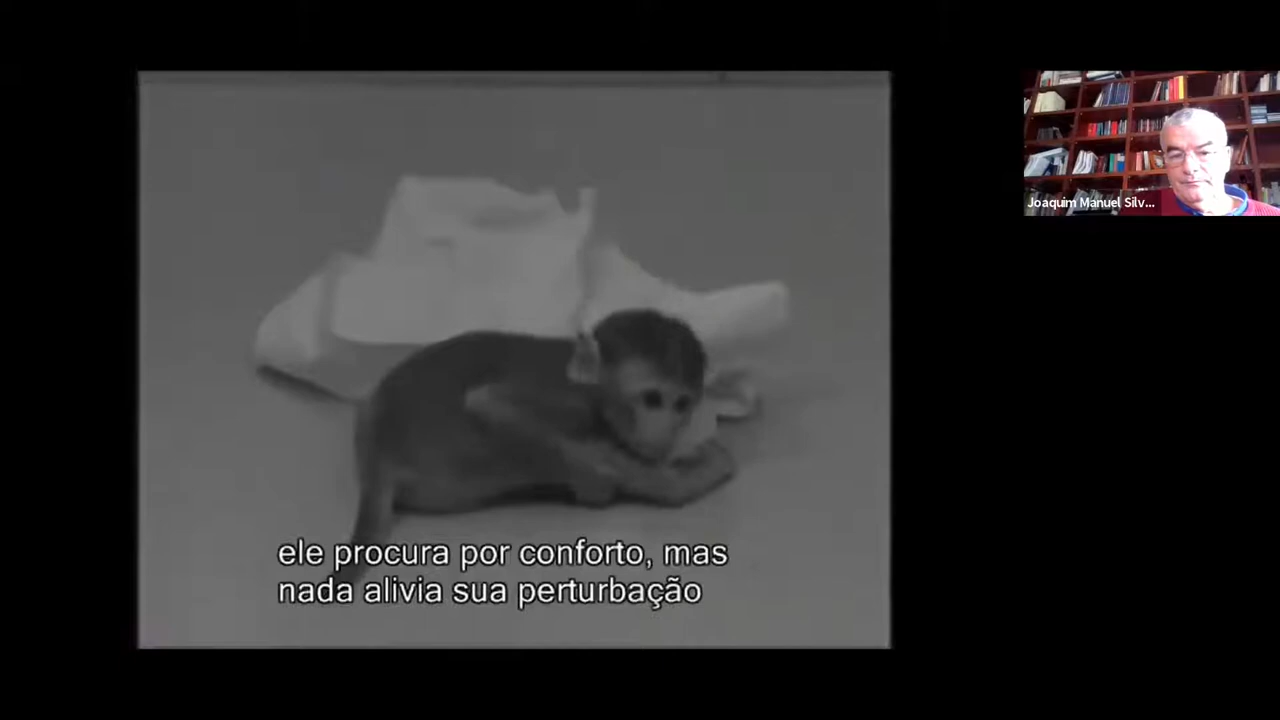 Joaquim Manuel Silv...
ele procura por conforto, mas
nada alivia sua perturbação